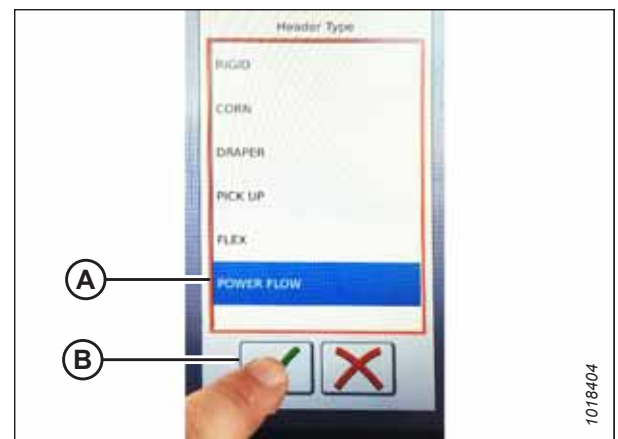 Header Type
RIGID
CORN
DRAPER
PICK UP
FLEX
A
POWER FLOW
B
1018404